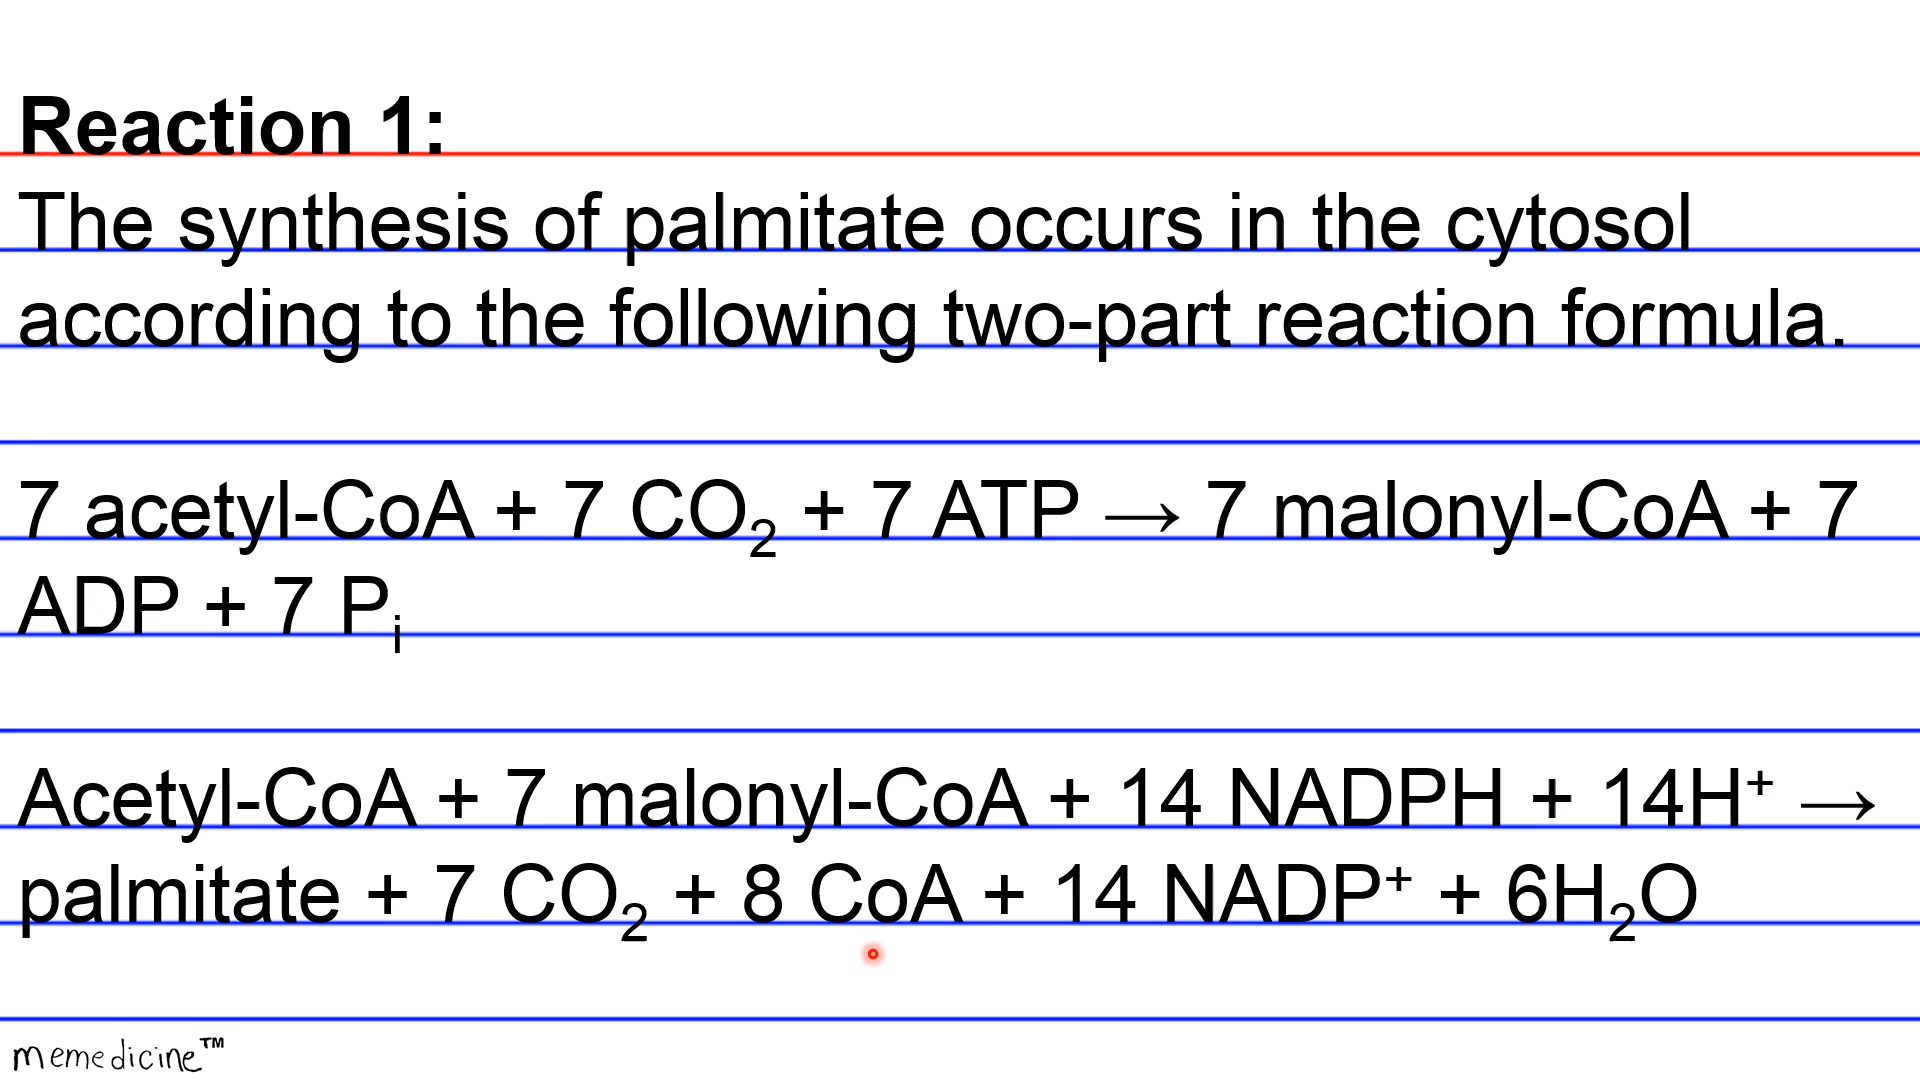 Reaction 1:
The synthesis of palmitate occurs in the cytosol
according to the following two-part reaction formula.
7 acetyl-CoA + 7 CO₂ + 7 ATP → 7 malonyl-CoA + 7
ADP + 7 Pᵢ
Acetyl-CoA + 7 malonyl-CoA + 14 NADPH + 14H⁺ →
palmitate + 7 CO₂ + 8 CoA + 14 NADP⁺ + 6H₂O
memedicine™